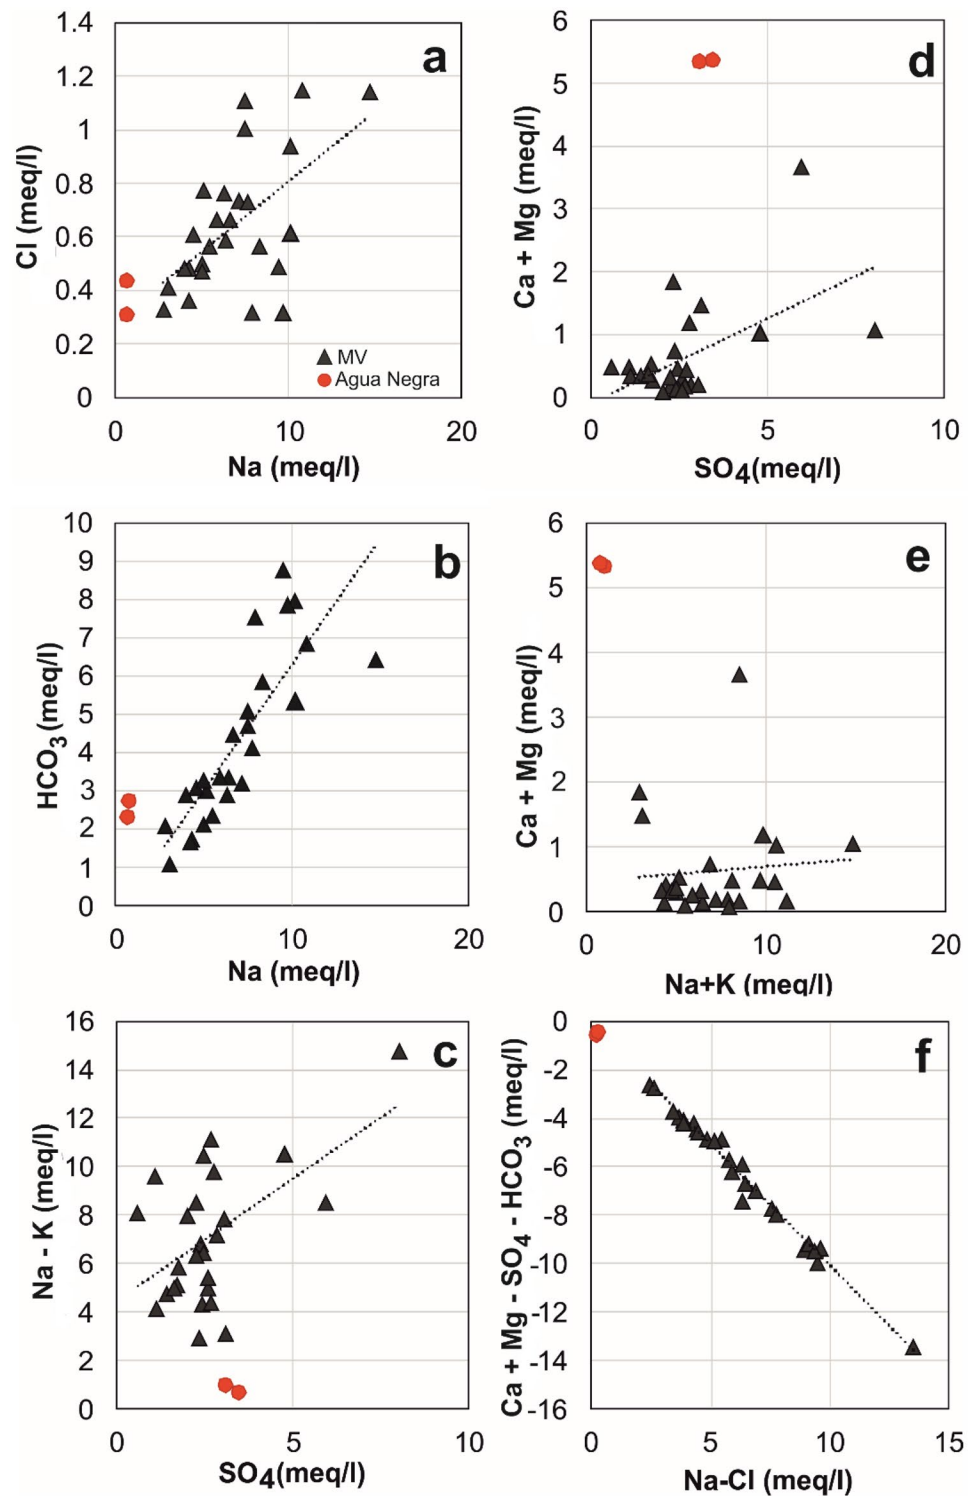 a
1.4
1.2
1
0.8
0.6
0.4
0.2
0
Cl (meq/l)
MV
Agua Negra
0 10 20
Na (meq/l)
d
6
5
4
3
2
1
0
Ca + Mg (meq/l)
0 5 10
SO4(meq/l)
b
10
9
8
7
6
5
4
3
2
1
0
HCO3 (meq/l)
0 10 20
Na (meq/l)
e
6
5
4
3
2
1
0
Ca + Mg (meq/l)
0 10 20
Na+K (meq/l)
c
16
14
12
10
8
6
4
2
0
Na - K (meq/l)
0 5 10
SO4(meq/l)
f
0
-2
-4
-6
-8
-10
-12
-14
-16
Ca + Mg - SO4 - HCO3 (meq/l)
0 5 10 15
Na-Cl (meq/l)